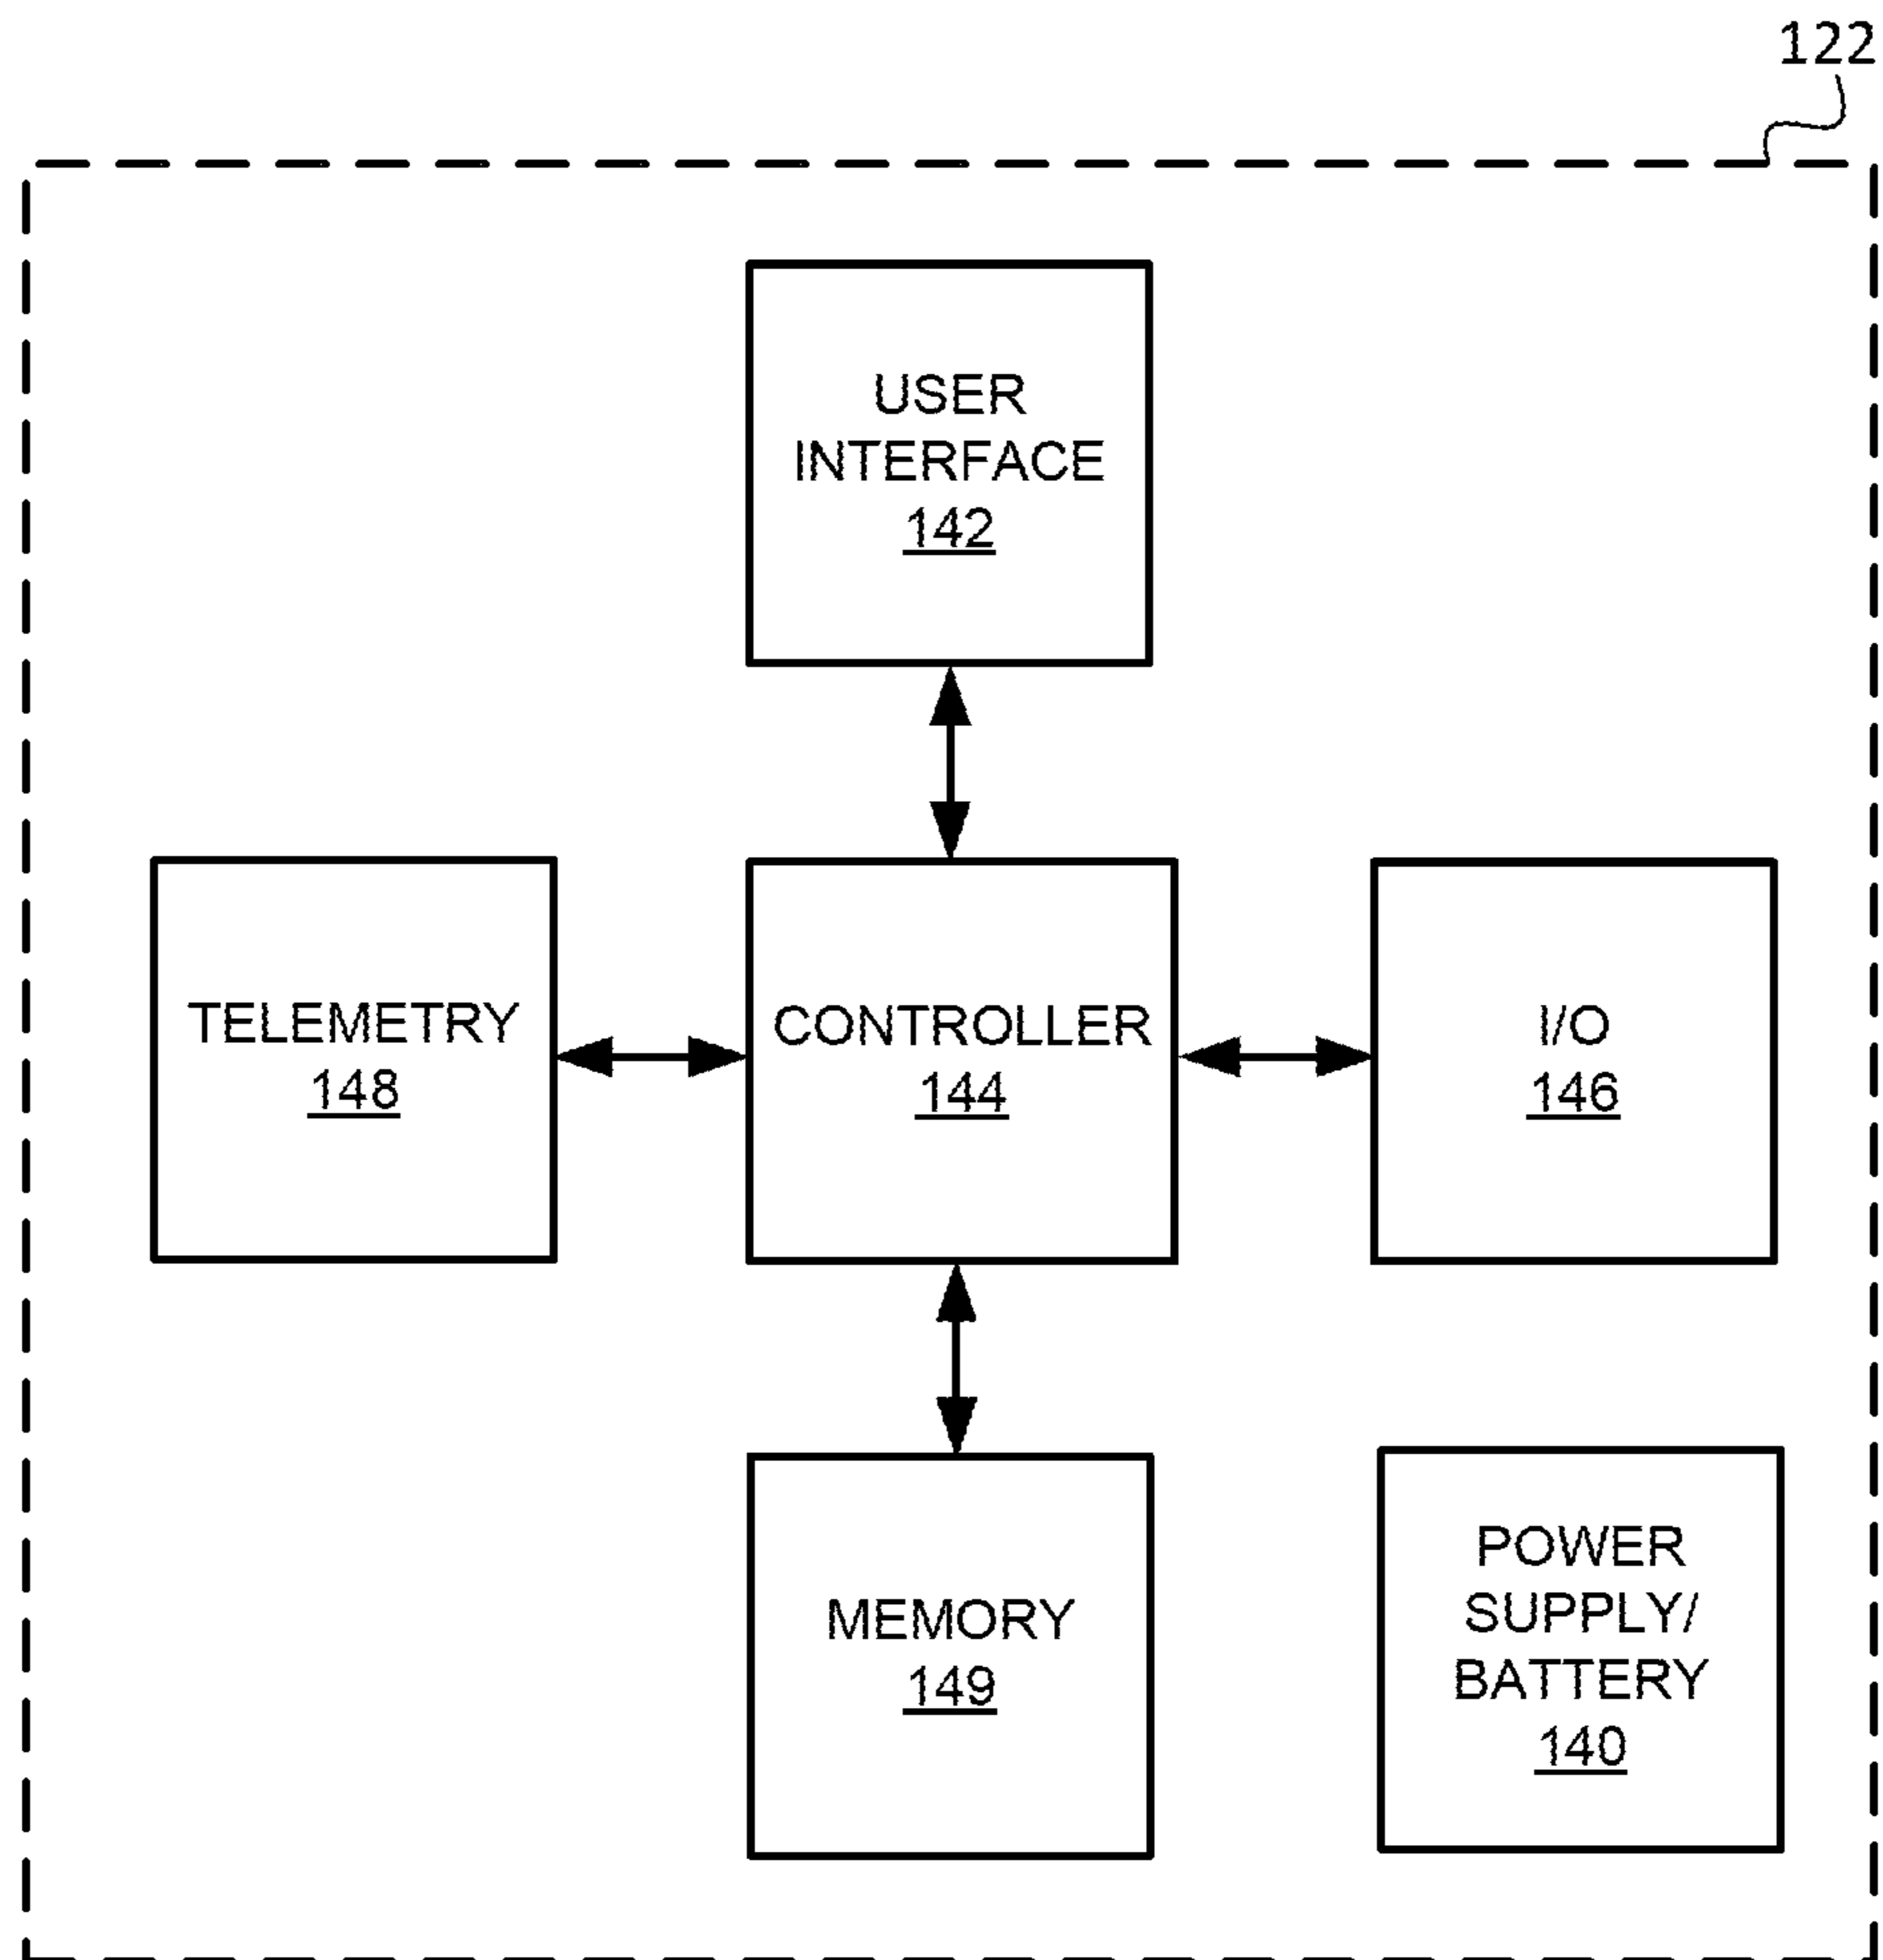 122
USER
INTERFACE
142
TELEMETRY
148
CONTROLLER
144
I/O
146
MEMORY
149
POWER
SUPPLY/
BATTERY
140